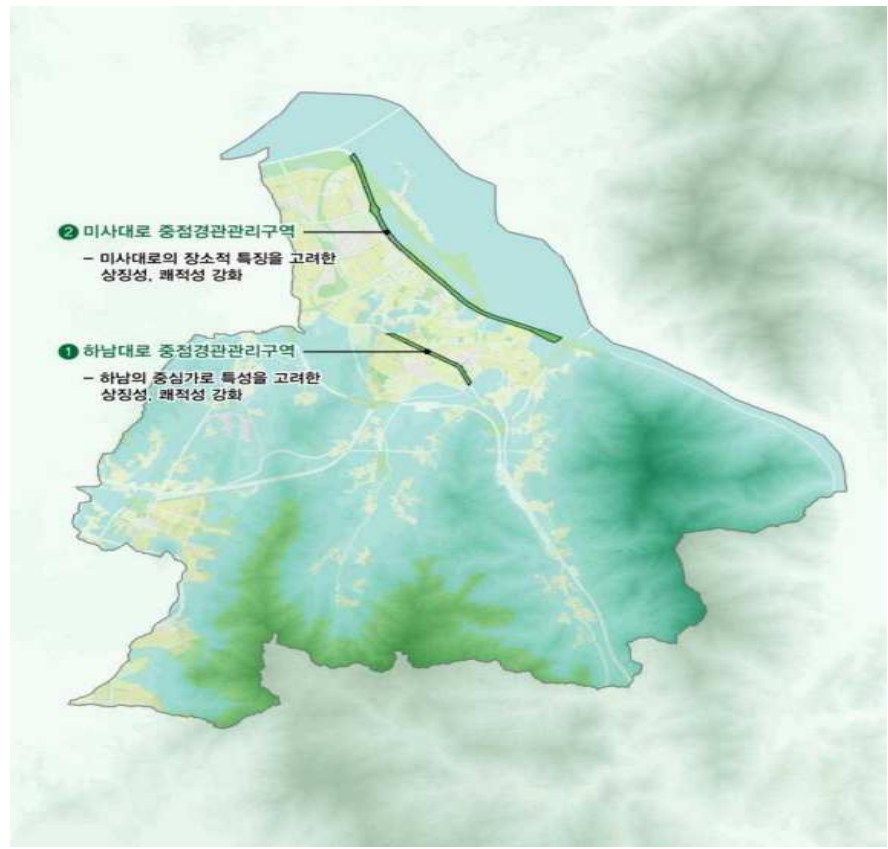 ❷ 미사대로 중점경관관리구역
– 미사대로의 장소적 특징을 고려한
상징성, 쾌적성 강화
❶ 하남대로 중점경관관리구역
– 하남의 중심가로 특성을 고려한
상징성, 쾌적성 강화